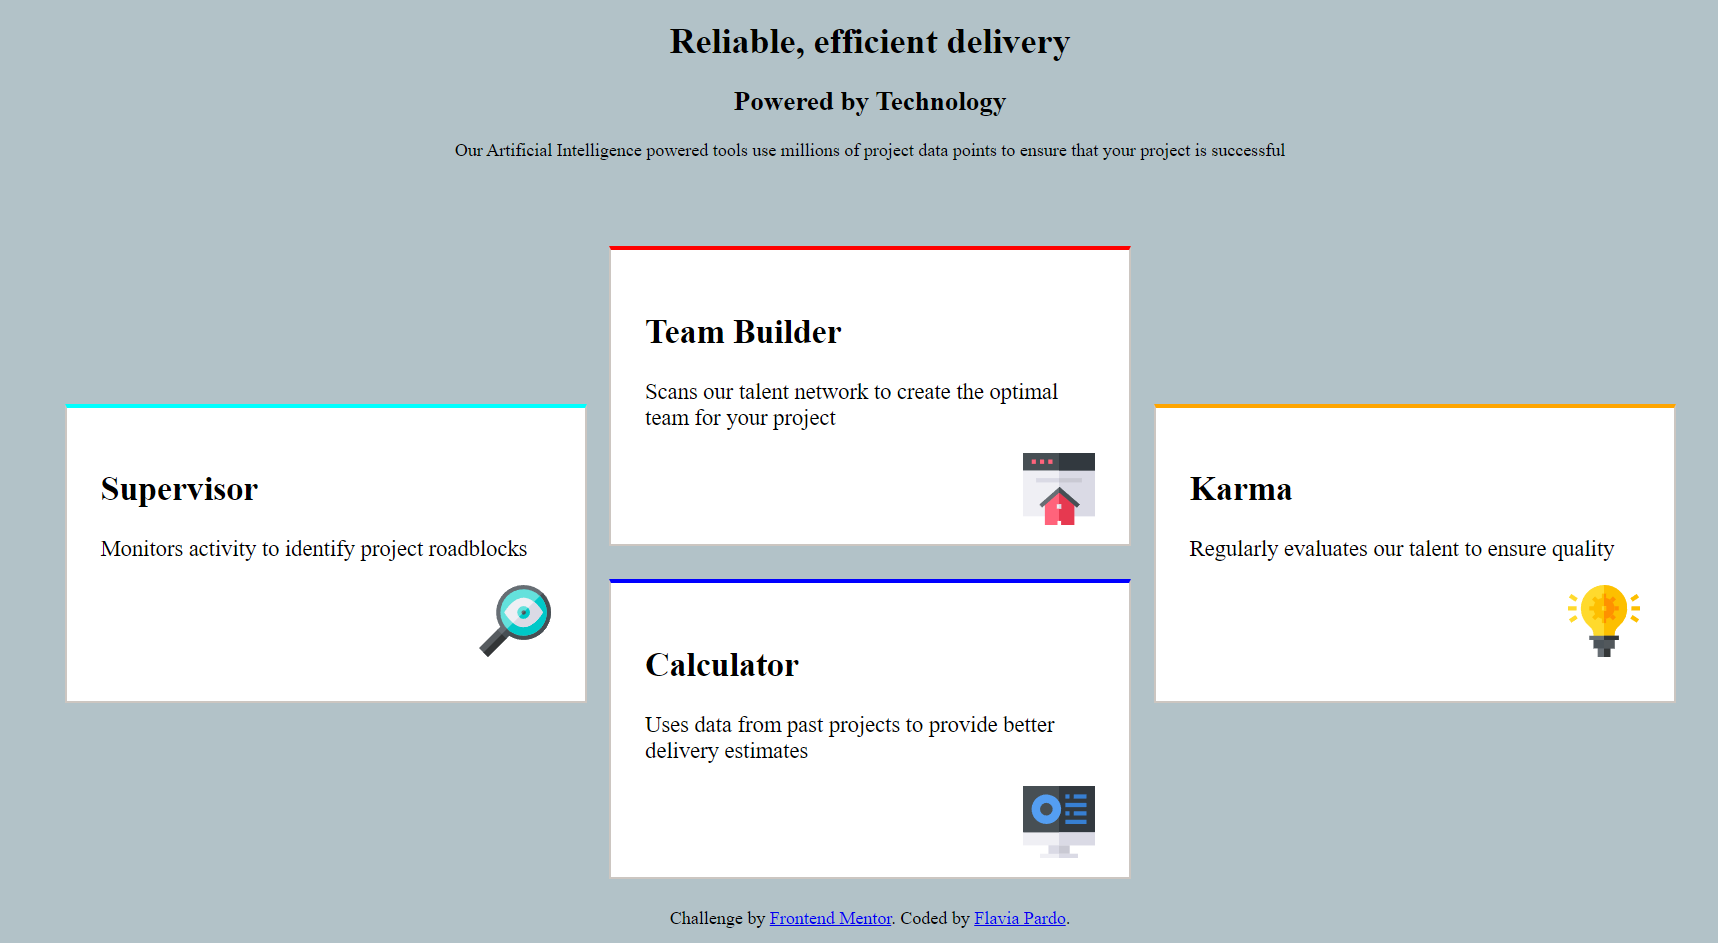 Reliable, efficient delivery
Powered by Technology
Our Artificial Intelligence powered tools use millions of project data points to ensure that your project is successful
Supervisor
Monitors activity to identify project roadblocks
Team Builder
Scans our talent network to create the optimal
team for your project
Calculator
Uses data from past projects to provide better
delivery estimates
Karma
Regularly evaluates our talent to ensure quality
Challenge by Frontend Mentor. Coded by Flavia Pardo.